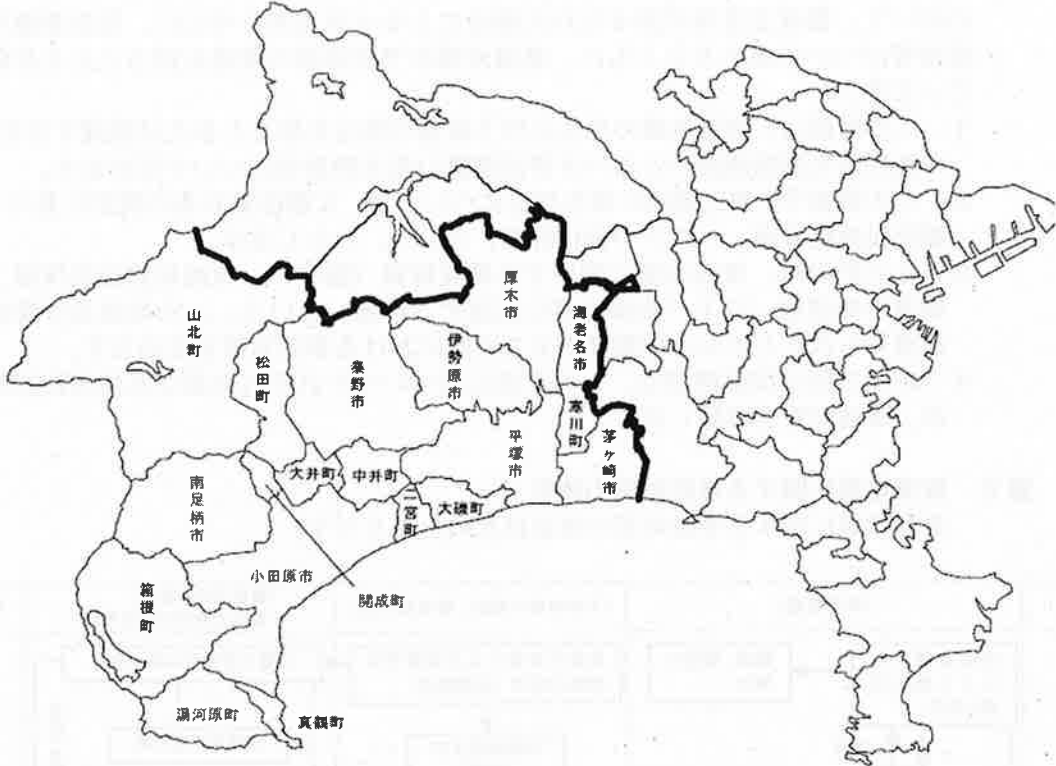 厚木市
海老名市
山北町
松田町
秦野市
伊勢原市
寒川町
茅ヶ崎市
平塚市
大井町
中井町
南足柄市
二宮町
大磯町
小田原市
開成町
箱根町
湯河原町
真鶴町